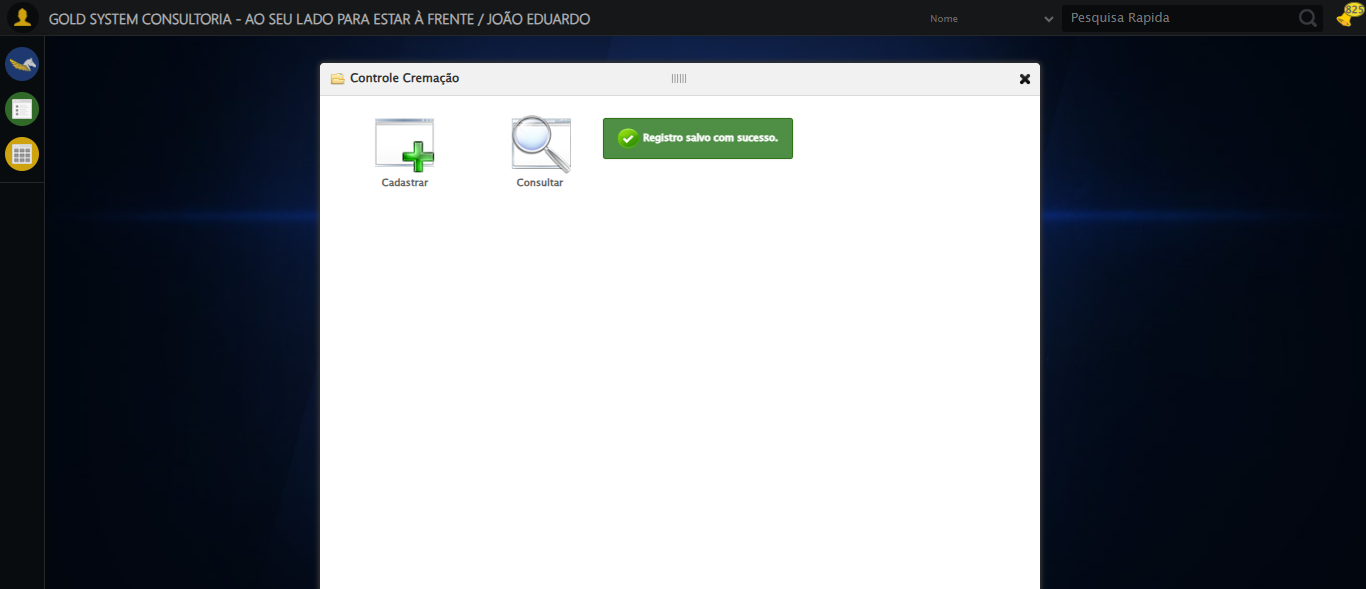 GOLD SYSTEM CONSULTORIA - AO SEU LADO PARA ESTAR À FRENTE / JOÃO EDUARDO
Nome
Pesquisa Rapida
825
Controle Cremação
Registro salvo com sucesso.
Cadastrar
Consultar